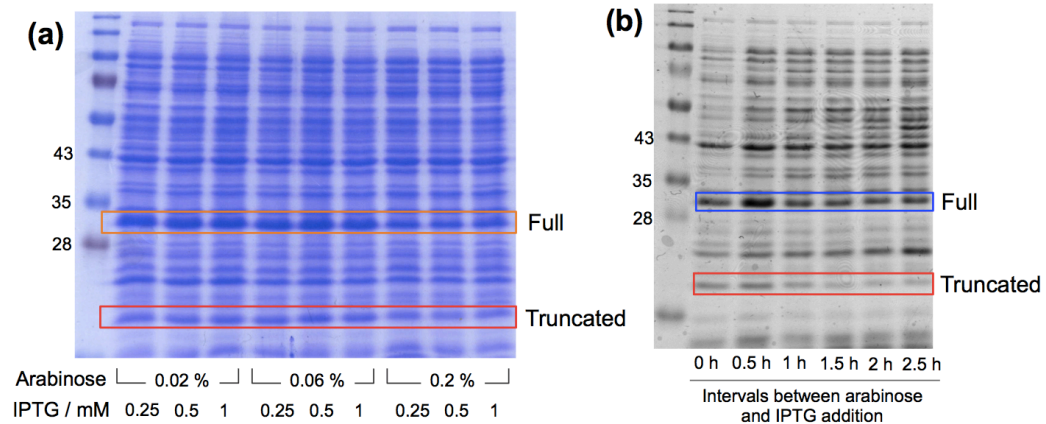 (a)
43
35
28
Full
Truncated
Arabinose 0.02 % 0.06 % 0.2 %
IPTG / mM 0.25 0.5 1 0.25 0.5 1 0.25 0.5 1
(b)
43
35
28
Full
Truncated
0 h 0.5 h 1 h 1.5 h 2 h 2.5 h
Intervals between arabinose
and IPTG addition